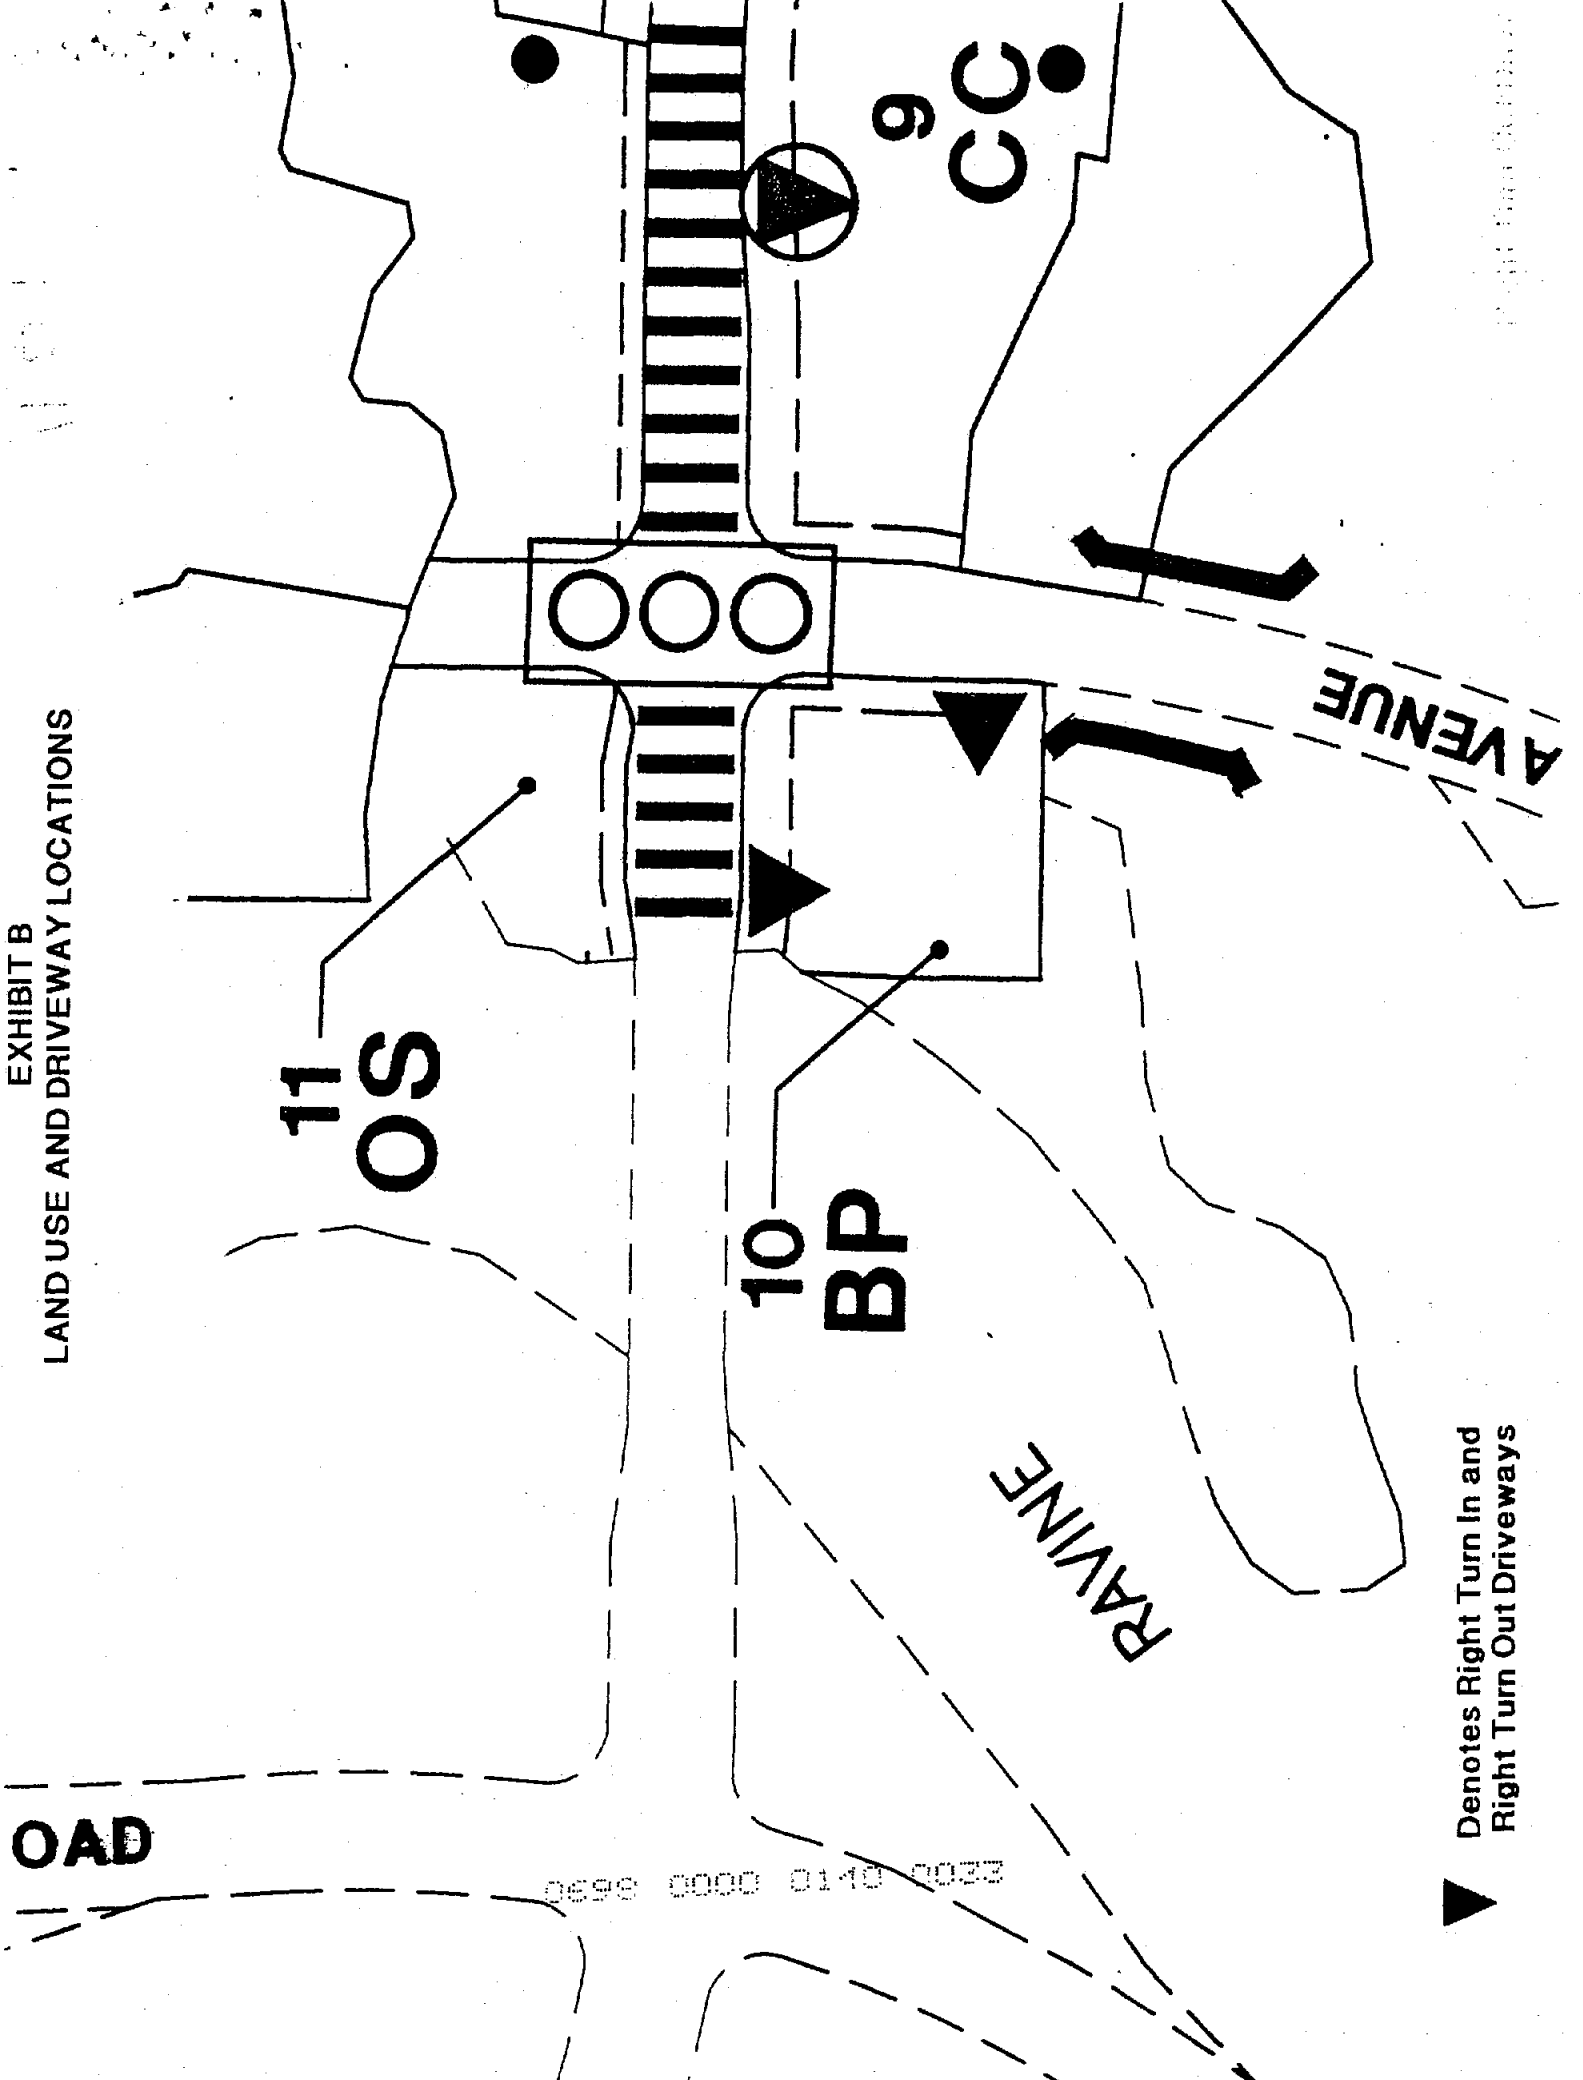 EXHIBIT B
LAND USE AND DRIVEWAY LOCATIONS
11
OS
9
CC
10
BP
AVENUE
RAVINE
OAD
0698 0000 0140 0033
Denotes Right Turn In and
Right Turn Out Driveways